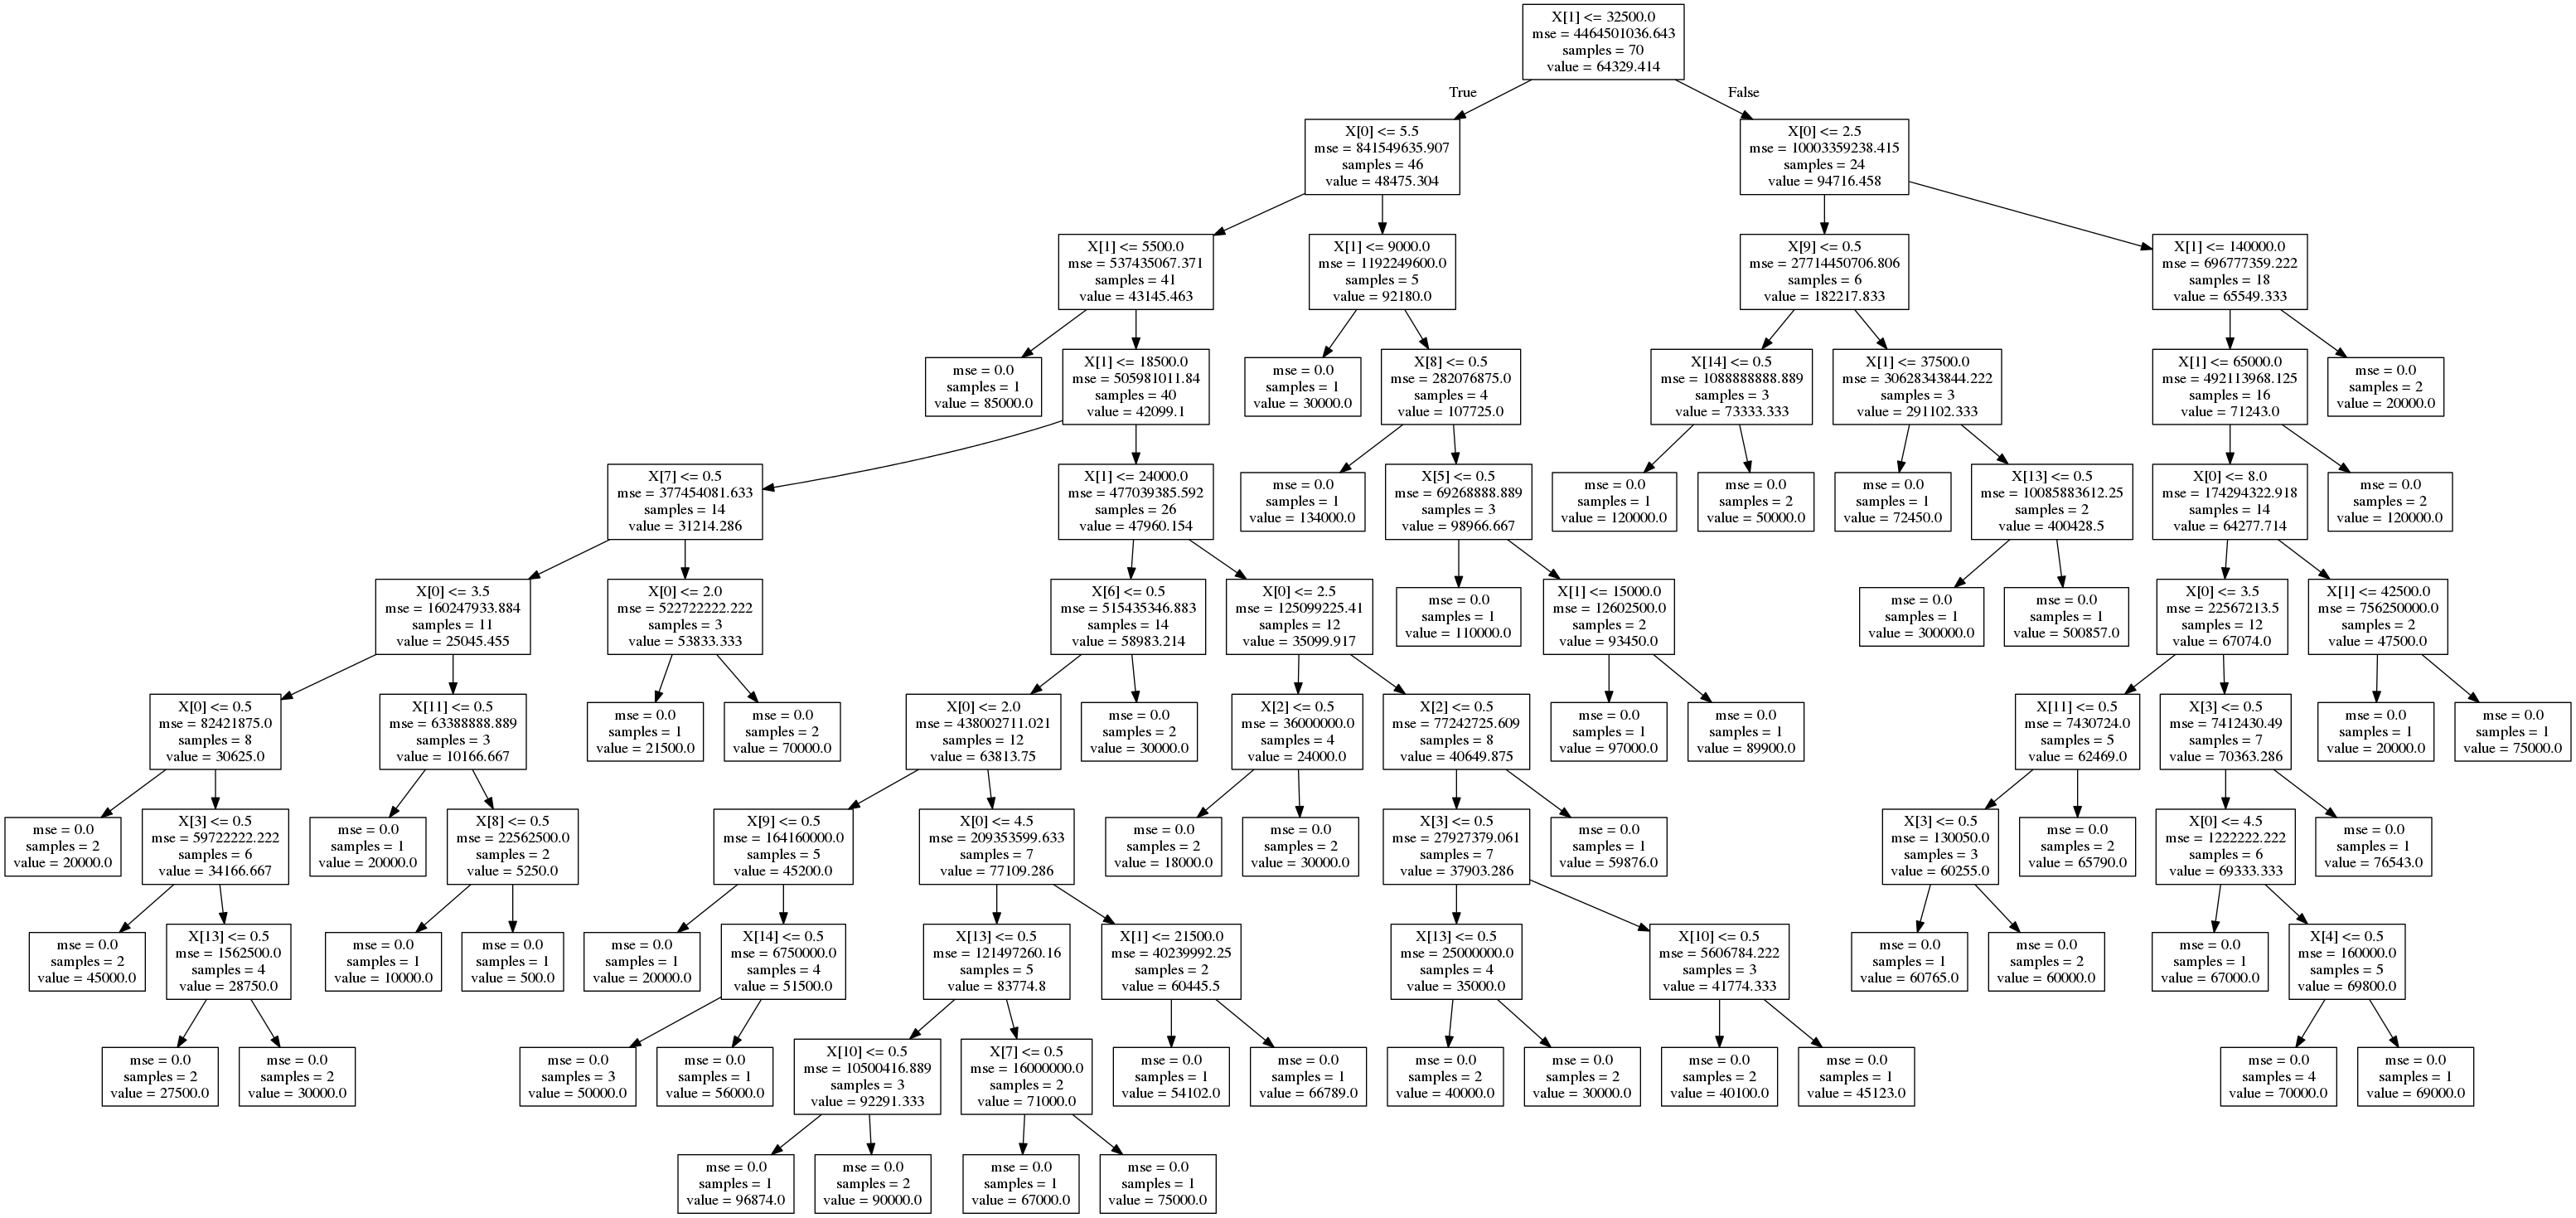 X[1] <= 32500.0
mse = 4464501036.643
samples = 70
value = 64329.414
True
False
X[0] <= 5.5
mse = 841549635.907
samples = 46
value = 48475.304
X[0] <= 2.5
mse = 10003359238.415
samples = 24
value = 94716.458
X[1] <= 5500.0
mse = 537435067.371
samples = 41
value = 43145.463
X[1] <= 9000.0
mse = 1192249600.0
samples = 5
value = 92180.0
X[9] <= 0.5
mse = 27714450706.806
samples = 6
value = 182217.833
X[1] <= 140000.0
mse = 696777359.222
samples = 18
value = 65549.333
mse = 0.0
samples = 1
value = 85000.0
X[1] <= 18500.0
mse = 505981011.84
samples = 40
value = 42099.1
mse = 0.0
samples = 1
value = 30000.0
X[8] <= 0.5
mse = 282076875.0
samples = 4
value = 107725.0
X[14] <= 0.5
mse = 1088888888.889
samples = 3
value = 73333.333
X[1] <= 37500.0
mse = 30628343844.222
samples = 3
value = 291102.333
X[1] <= 65000.0
mse = 492113968.125
samples = 16
value = 71243.0
mse = 0.0
samples = 2
value = 20000.0
X[7] <= 0.5
mse = 377454081.633
samples = 14
value = 31214.286
X[1] <= 24000.0
mse = 477039385.592
samples = 26
value = 47960.154
mse = 0.0
samples = 1
value = 134000.0
X[5] <= 0.5
mse = 69268888.889
samples = 3
value = 98966.667
mse = 0.0
samples = 1
value = 120000.0
mse = 0.0
samples = 2
value = 50000.0
mse = 0.0
samples = 1
value = 72450.0
X[13] <= 0.5
mse = 10085883612.25
samples = 2
value = 400428.5
X[0] <= 8.0
mse = 174294322.918
samples = 14
value = 64277.714
mse = 0.0
samples = 2
value = 120000.0
X[0] <= 3.5
mse = 160247933.884
samples = 11
value = 25045.455
X[0] <= 2.0
mse = 522722222.222
samples = 3
value = 53833.333
X[6] <= 0.5
mse = 515435346.883
samples = 14
value = 58983.214
X[0] <= 2.5
mse = 125099225.41
samples = 12
value = 35099.917
mse = 0.0
samples = 1
value = 110000.0
X[1] <= 15000.0
mse = 12602500.0
samples = 2
value = 93450.0
mse = 0.0
samples = 1
value = 300000.0
mse = 0.0
samples = 1
value = 500857.0
X[0] <= 3.5
mse = 22567213.5
samples = 12
value = 67074.0
X[1] <= 42500.0
mse = 756250000.0
samples = 2
value = 47500.0
X[0] <= 0.5
mse = 82421875.0
samples = 8
value = 30625.0
X[11] <= 0.5
mse = 63388888.889
samples = 3
value = 10166.667
mse = 0.0
samples = 1
value = 21500.0
mse = 0.0
samples = 2
value = 70000.0
X[0] <= 2.0
mse = 438002711.021
samples = 12
value = 63813.75
mse = 0.0
samples = 2
value = 30000.0
X[2] <= 0.5
mse = 36000000.0
samples = 4
value = 24000.0
X[2] <= 0.5
mse = 77242725.609
samples = 8
value = 40649.875
mse = 0.0
samples = 1
value = 97000.0
mse = 0.0
samples = 1
value = 89900.0
X[11] <= 0.5
mse = 7430724.0
samples = 5
value = 62469.0
X[3] <= 0.5
mse = 7412430.49
samples = 7
value = 70363.286
mse = 0.0
samples = 1
value = 20000.0
mse = 0.0
samples = 1
value = 75000.0
mse = 0.0
samples = 2
value = 20000.0
X[3] <= 0.5
mse = 59722222.222
samples = 6
value = 34166.667
mse = 0.0
samples = 1
value = 20000.0
X[8] <= 0.5
mse = 22562500.0
samples = 2
value = 5250.0
X[9] <= 0.5
mse = 164160000.0
samples = 5
value = 45200.0
X[0] <= 4.5
mse = 209353599.633
samples = 7
value = 77109.286
mse = 0.0
samples = 2
value = 18000.0
mse = 0.0
samples = 2
value = 30000.0
X[3] <= 0.5
mse = 27927379.061
samples = 7
value = 37903.286
mse = 0.0
samples = 1
value = 59876.0
X[3] <= 0.5
mse = 130050.0
samples = 3
value = 60255.0
mse = 0.0
samples = 2
value = 65790.0
X[0] <= 4.5
mse = 1222222.222
samples = 6
value = 69333.333
mse = 0.0
samples = 1
value = 76543.0
mse = 0.0
samples = 2
value = 45000.0
X[13] <= 0.5
mse = 1562500.0
samples = 4
value = 28750.0
mse = 0.0
samples = 1
value = 10000.0
mse = 0.0
samples = 1
value = 500.0
mse = 0.0
samples = 1
value = 20000.0
X[14] <= 0.5
mse = 6750000.0
samples = 4
value = 51500.0
X[13] <= 0.5
mse = 121497260.16
samples = 5
value = 83774.8
X[1] <= 21500.0
mse = 40239992.25
samples = 2
value = 60445.5
X[13] <= 0.5
mse = 25000000.0
samples = 4
value = 35000.0
X[10] <= 0.5
mse = 5606784.222
samples = 3
value = 41774.333
mse = 0.0
samples = 1
value = 60765.0
mse = 0.0
samples = 2
value = 60000.0
mse = 0.0
samples = 1
value = 67000.0
X[4] <= 0.5
mse = 160000.0
samples = 5
value = 69800.0
mse = 0.0
samples = 2
value = 27500.0
mse = 0.0
samples = 2
value = 30000.0
mse = 0.0
samples = 3
value = 50000.0
mse = 0.0
samples = 1
value = 56000.0
X[10] <= 0.5
mse = 10500416.889
samples = 3
value = 92291.333
X[7] <= 0.5
mse = 16000000.0
samples = 2
value = 71000.0
mse = 0.0
samples = 1
value = 54102.0
mse = 0.0
samples = 1
value = 66789.0
mse = 0.0
samples = 2
value = 40000.0
mse = 0.0
samples = 2
value = 30000.0
mse = 0.0
samples = 2
value = 40100.0
mse = 0.0
samples = 1
value = 45123.0
mse = 0.0
samples = 4
value = 70000.0
mse = 0.0
samples = 1
value = 69000.0
mse = 0.0
samples = 1
value = 96874.0
mse = 0.0
samples = 2
value = 90000.0
mse = 0.0
samples = 1
value = 67000.0
mse = 0.0
samples = 1
value = 75000.0